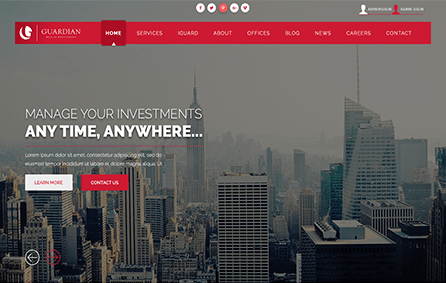 ADVISOR LOG IN
IGUARD LOG IN
GUARDIAN
HOME
SERVICES
IGUARD
ABOUT
OFFICES
BLOG
NEWS
CAREERS
CONTACT
MANAGE YOUR INVESTMENTS
ANY TIME, ANYWHERE...
Lorem ipsum dolor sit amet, consectetur adipiscing elit, sed do
eiusmod tempor incididunt ut labore et dolore magna aliqua. Ut
LEARN MORE
CONTACT US